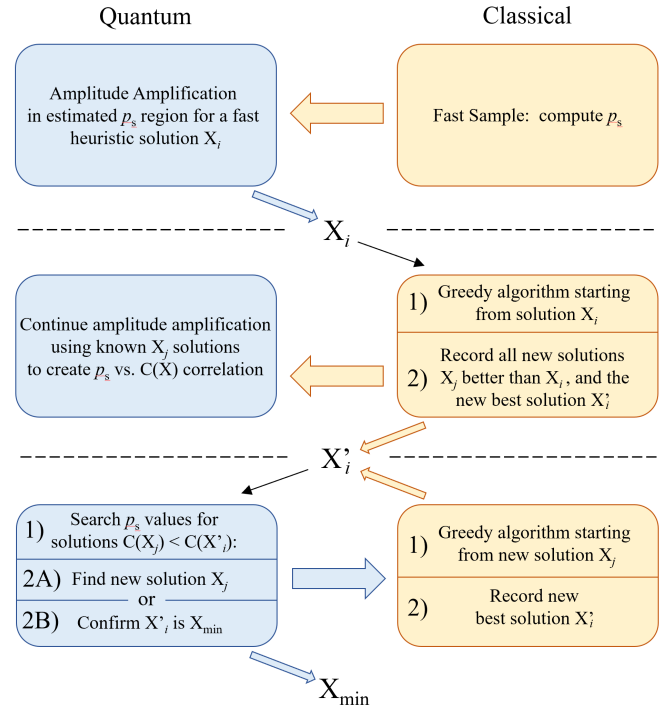 Quantum
Classical
Amplitude Amplification
in estimated pₛ region for a fast
heuristic solution Xᵢ
Fast Sample: compute pₛ
Xᵢ
1) Greedy algorithm starting
from solution Xᵢ
Continue amplitude amplification
using known Xⱼ solutions
to create pₛ vs. C(X) correlation
2) Record all new solutions
Xⱼ better than Xᵢ, and the
new best solution X'ᵢ
X'ᵢ
1) Search pₛ values for
solutions C(Xⱼ) < C(X'ᵢ):
2A) Find new solution Xⱼ
or
2B) Confirm X'ᵢ is Xmin
1) Greedy algorithm starting
from new solution Xⱼ
2) Record new
best solution X'ᵢ
Xmin